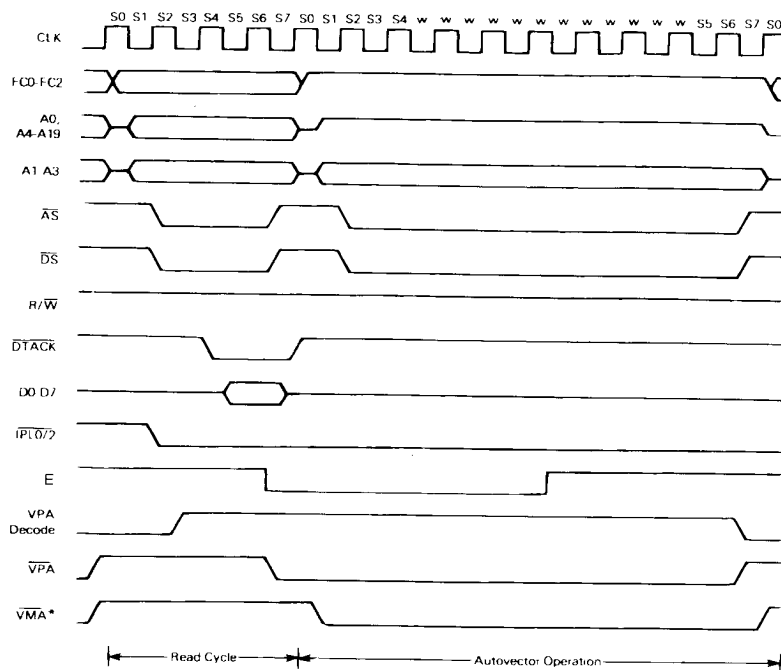 S0 S1 S2 S3 S4 S5 S6 S7 S0 S1 S2 S3 S4 w w w w w w w w w w w w S5 S6 S7 S0
CLK
FC0-FC2
A0,
A4-A19
A1-A3
AS
DS
R/W
DTACK
D0-D7
IPL0/2
E
VPA
Decode
VPA
VMA*
Read Cycle
Autovector Operation